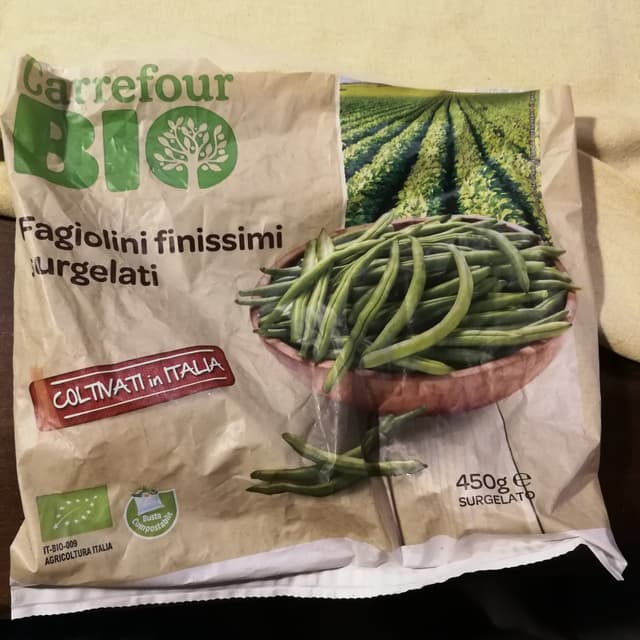 Carrefour
BIO
Fagiolini finissimi
surgelati
COLTIVATI in ITALIA
450g e
SURGELATO
Busta
Compostabile
IT-BIO-009
AGRICOLTURA ITALIA